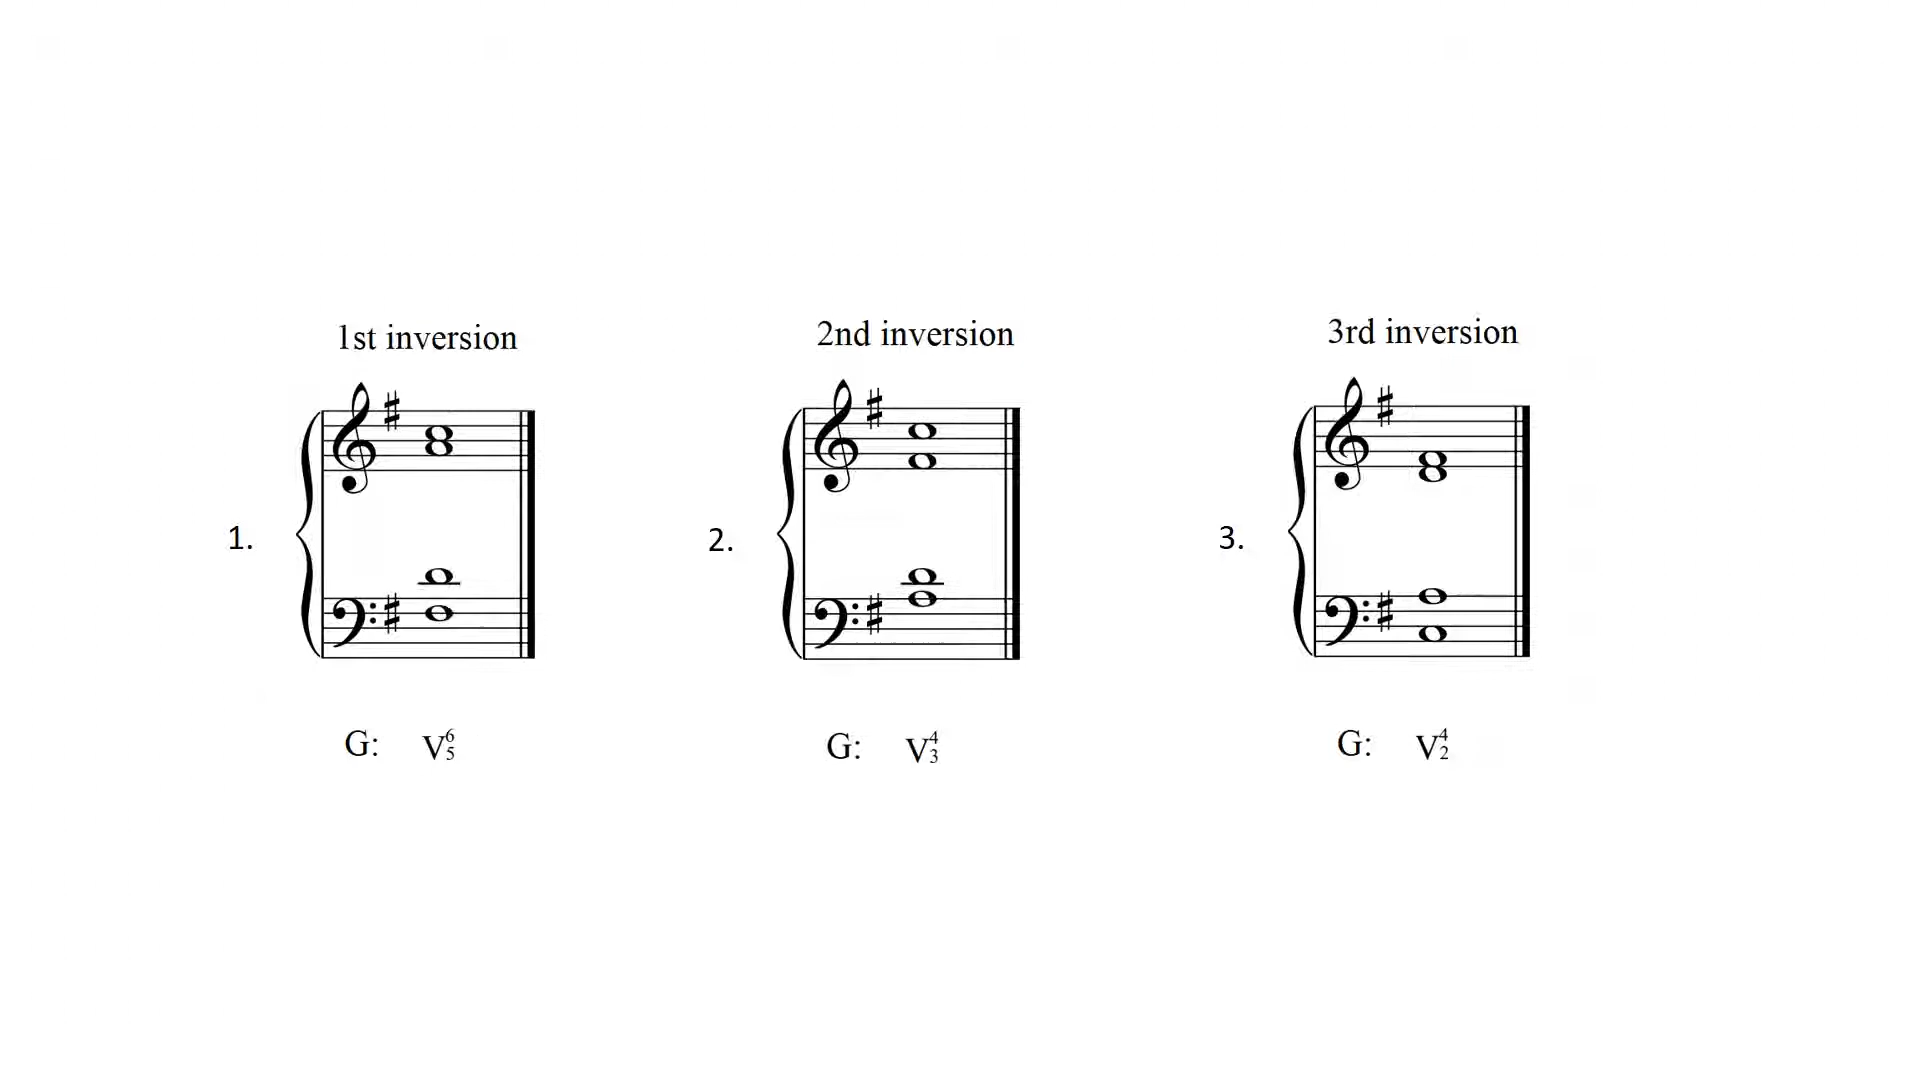 1st inversion
2nd inversion
3rd inversion
1.
2.
3.
G: V6 5
G: V4 3
G: V4 2